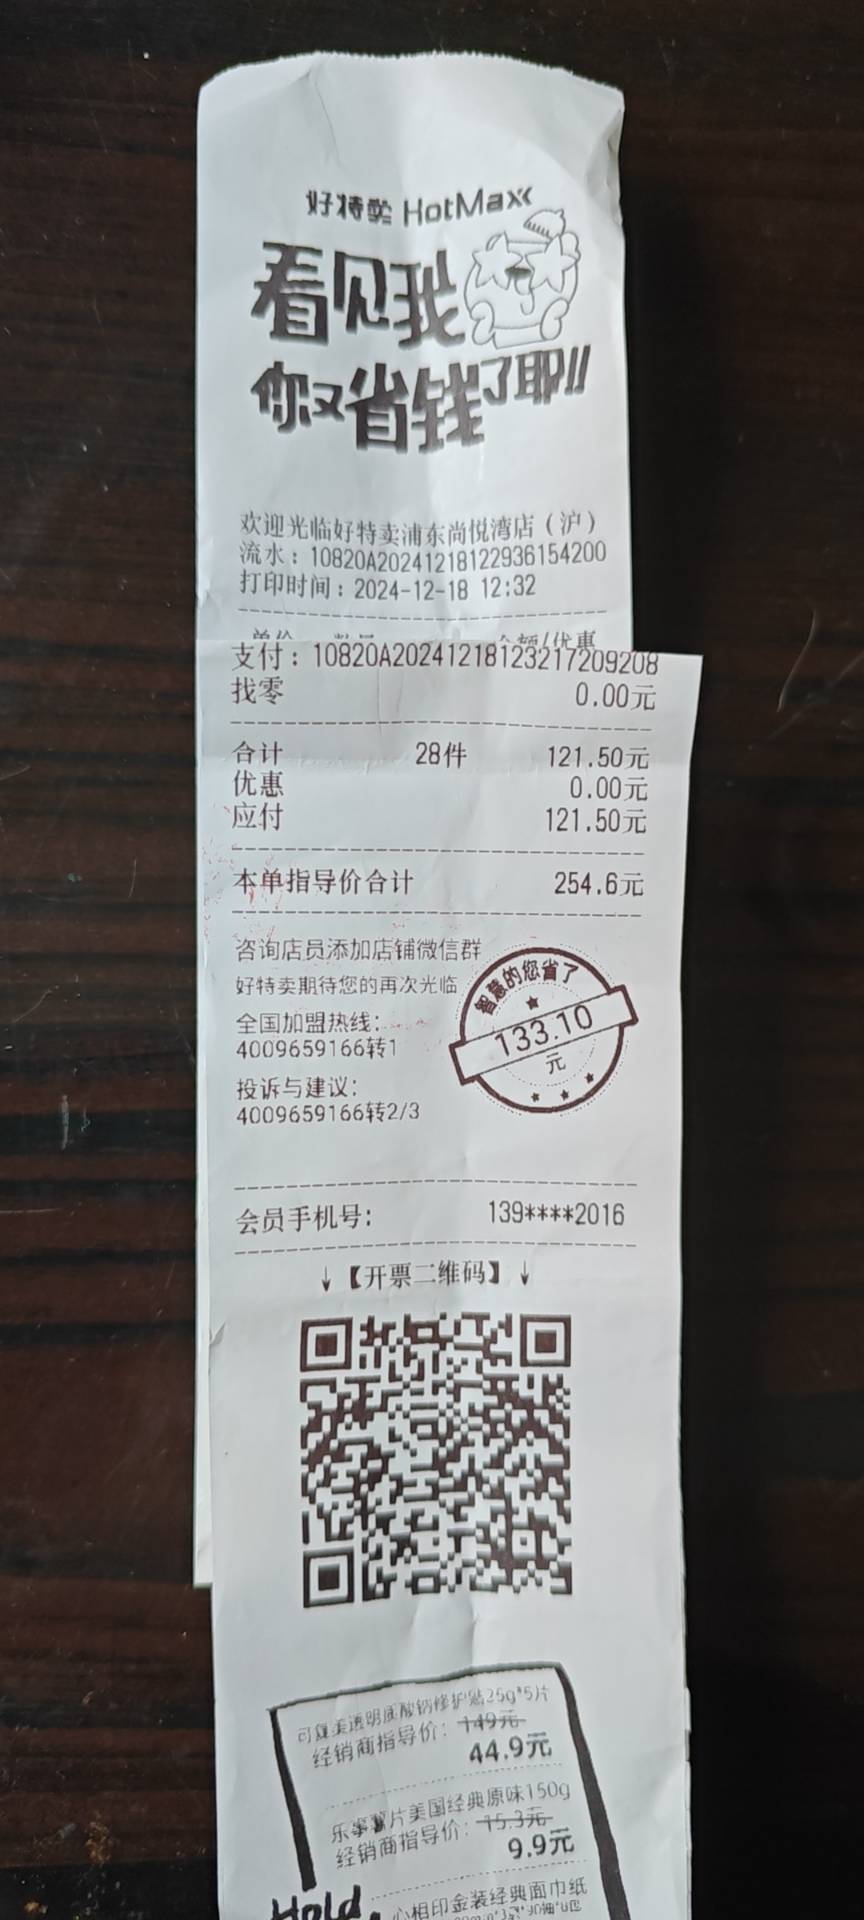 好特卖 HotMaxx
看见我
你又省钱了耶!!
欢迎光临好特卖浦东尚悦湾店（沪）
流水：10820A20241218122936154200
打印时间：2024-12-18 12:32
支付：10820A20241218123217209208
找零 0.00元
合计 28件 121.50元
优惠 0.00元
应付 121.50元
本单指导价合计 254.6元
咨询店员添加店铺微信群
好特卖期待您的再次光临
全国加盟热线：
4009659166转1
投诉与建议：
4009659166转2/3
智慧的您省了
133.10
元
会员手机号： 139****2016
↓【开票二维码】↓
可复美透明质酸钠修护贴25g*5片
经销商指导价：149元
44.9元
乐事薯片美国经典原味150g
经销商指导价：15.3元
9.9元
Hold
心相印金装经典面巾纸